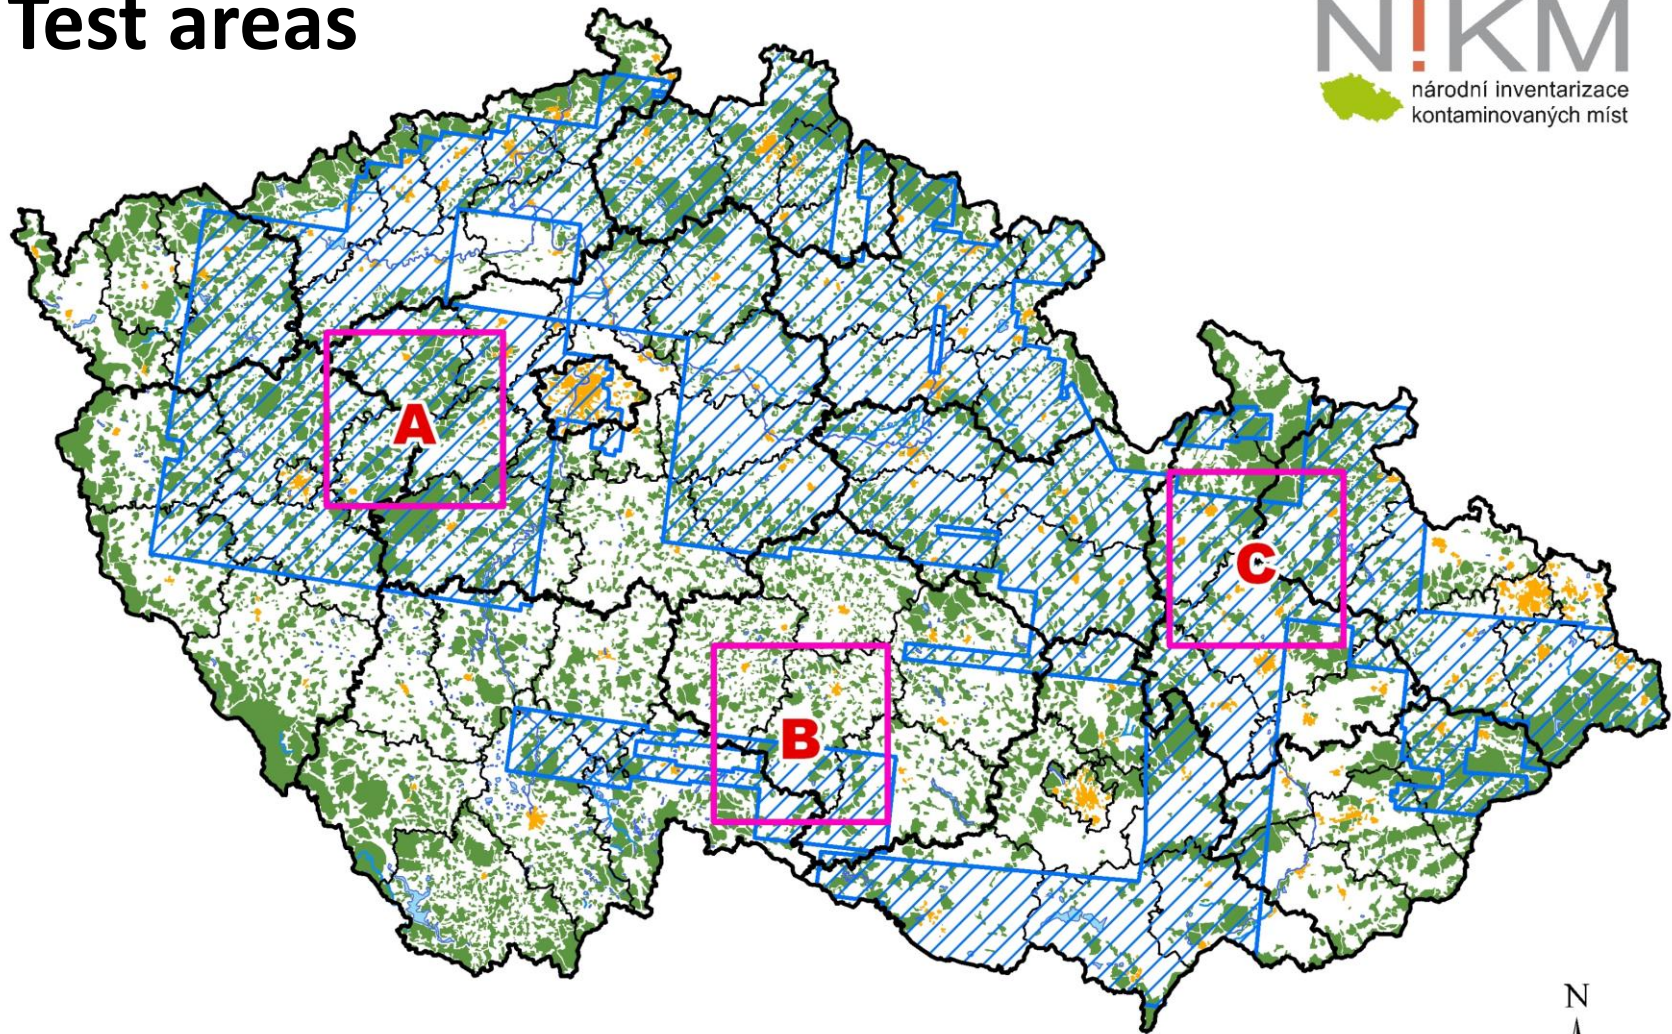 Test areas
N!KM
národní inventarizace
kontaminovaných míst
A
C
B
N